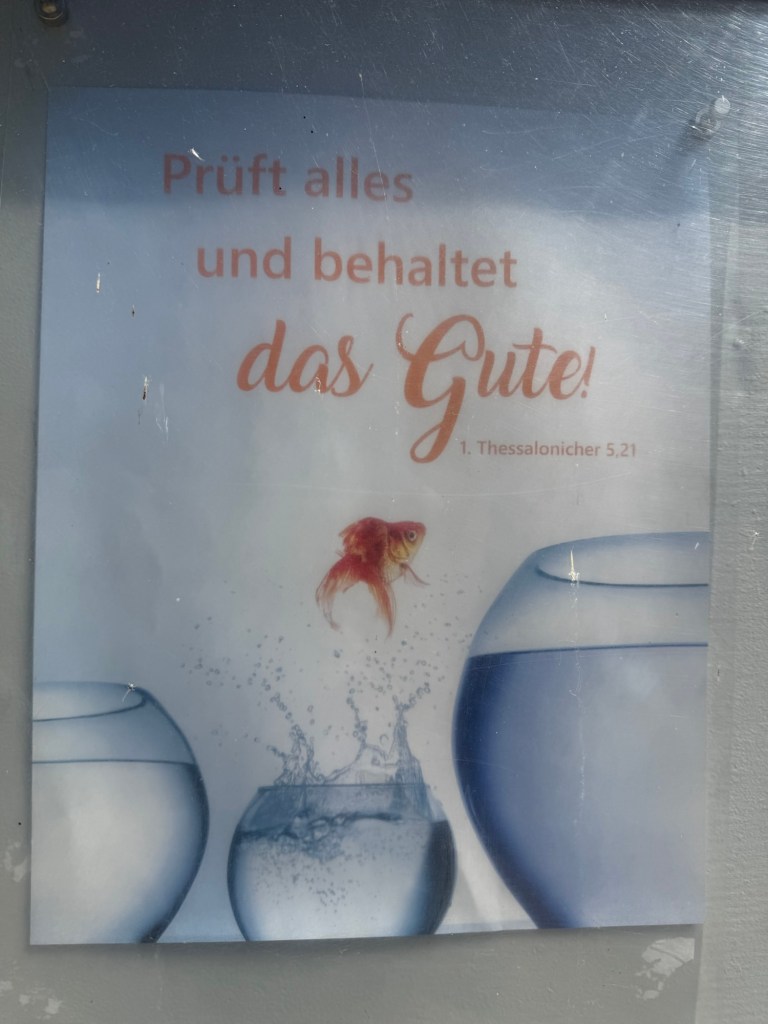 Prüft alles
und behaltet
das Gute!
1. Thessalonicher 5,21